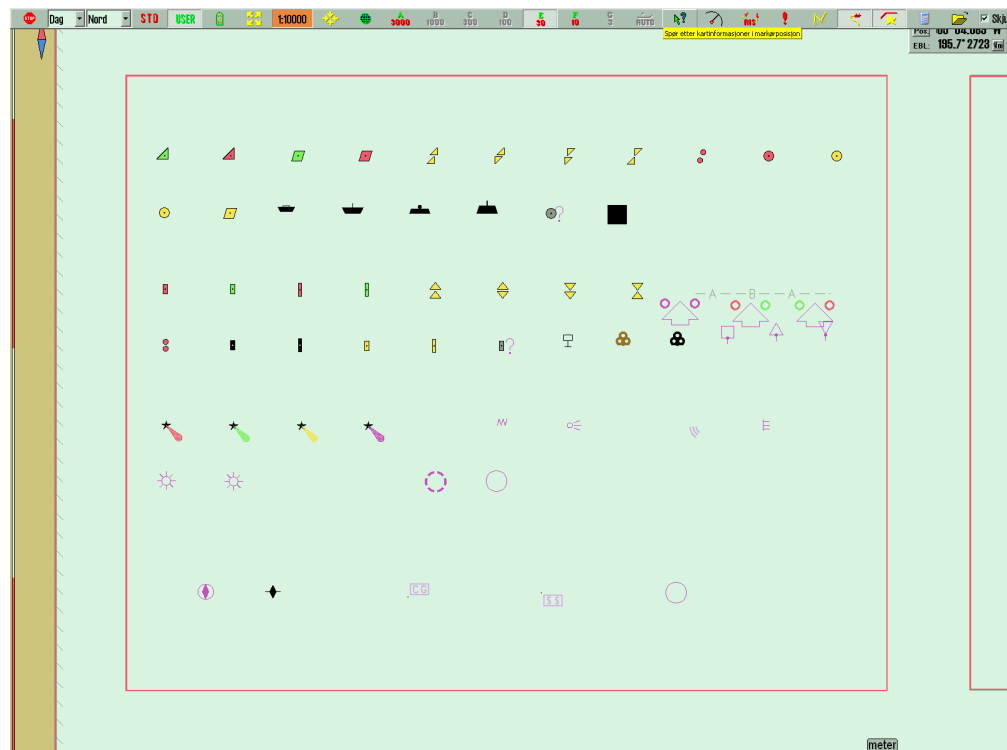 STOP Dag Nord STD USER 1:10000 A 3000 B 1000 C 300 D 100 E 30 F 10 G 3 AUTO AIS Skju
Spør etter kartinformasjoner i markørposisjon
EBL: 195.7° 2723 m
?
A B A
?
CG
SS
meter